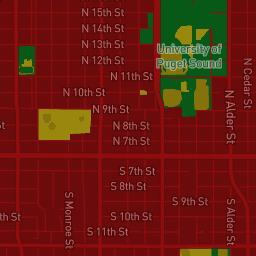 N 15th St
N 14th St
N 13th St
University of
Puget Sound
N 12th St
N 11th St
N Cedar St
N 10th St
N 9th St
N Alder St
N 8th St
N 7th St
S 7th St
S 8th St
S Monroe St
S 9th St
S Alder St
S 10th St
S 11th St